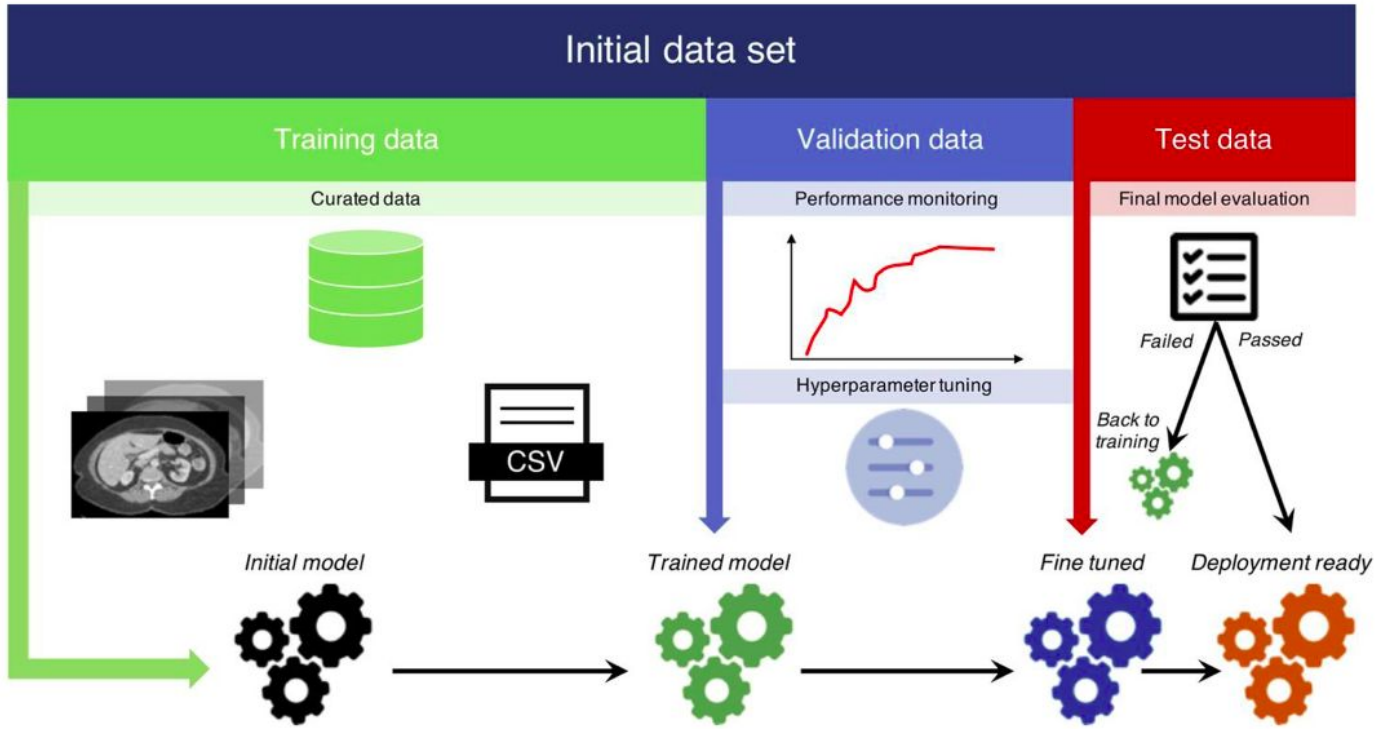 Initial data set
Training data
Validation data
Test data
Curated data
Performance monitoring
Final model evaluation
Failed
Passed
Hyperparameter tuning
Back to
training
CSV
Initial model
Trained model
Fine tuned
Deployment ready